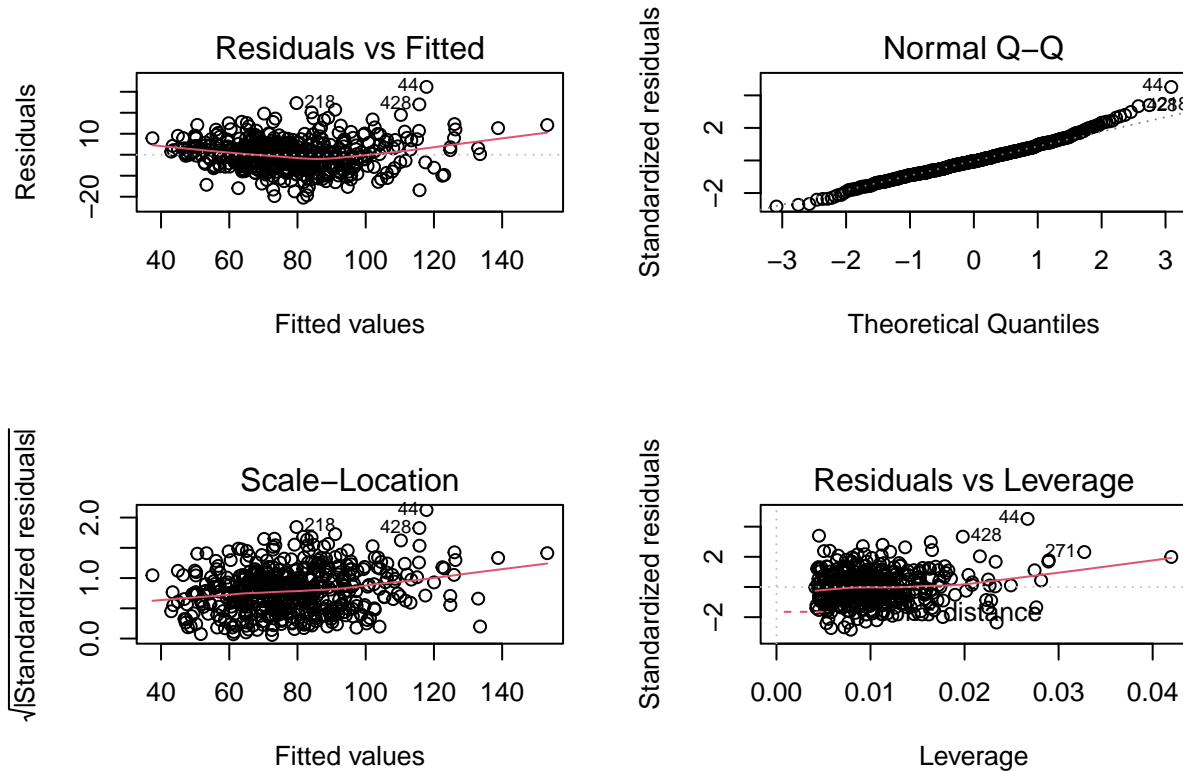 Residuals vs Fitted
Residuals
10
−20
44
218
428
40 60 80 100 120 140
Fitted values
Normal Q−Q
Standardized residuals
2
−2
44
428
218
−3 −2 −1 0 1 2 3
Theoretical Quantiles
Scale−Location
√|Standardized residuals|
2.0
1.0
0.0
44
218
428
40 60 80 100 120 140
Fitted values
Residuals vs Leverage
Standardized residuals
2
−2
44
428
271
distance
0.00 0.01 0.02 0.03 0.04
Leverage